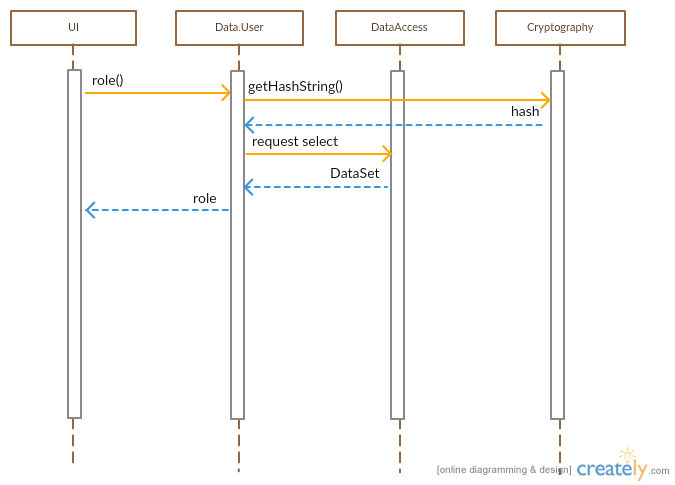 UI
Data.User
DataAccess
Cryptography
role()
getHashString()
hash
request select
DataSet
role
[online diagramming & design] creately.com